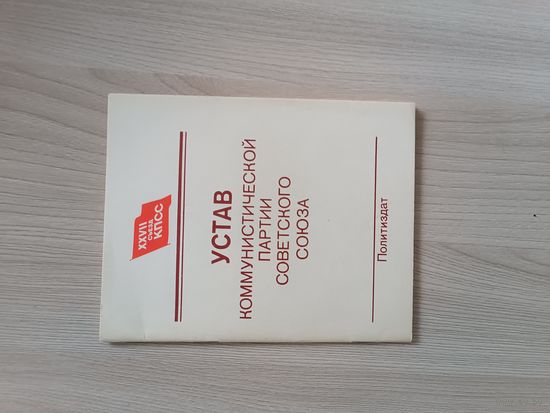 XXVII
СЪЕЗД
КПСС
УСТАВ
КОММУНИСТИЧЕСКОЙ
ПАРТИИ
СОВЕТСКОГО
СОЮЗА
Политиздат